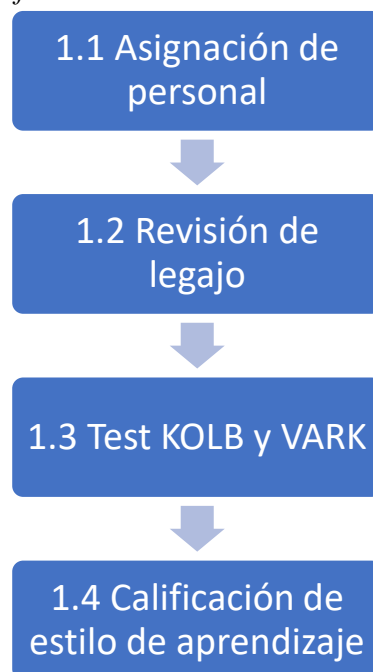 1.1 Asignación de
personal
1.2 Revisión de
legajo
1.3 Test KOLB y VARK
1.4 Calificación de
estilo de aprendizaje